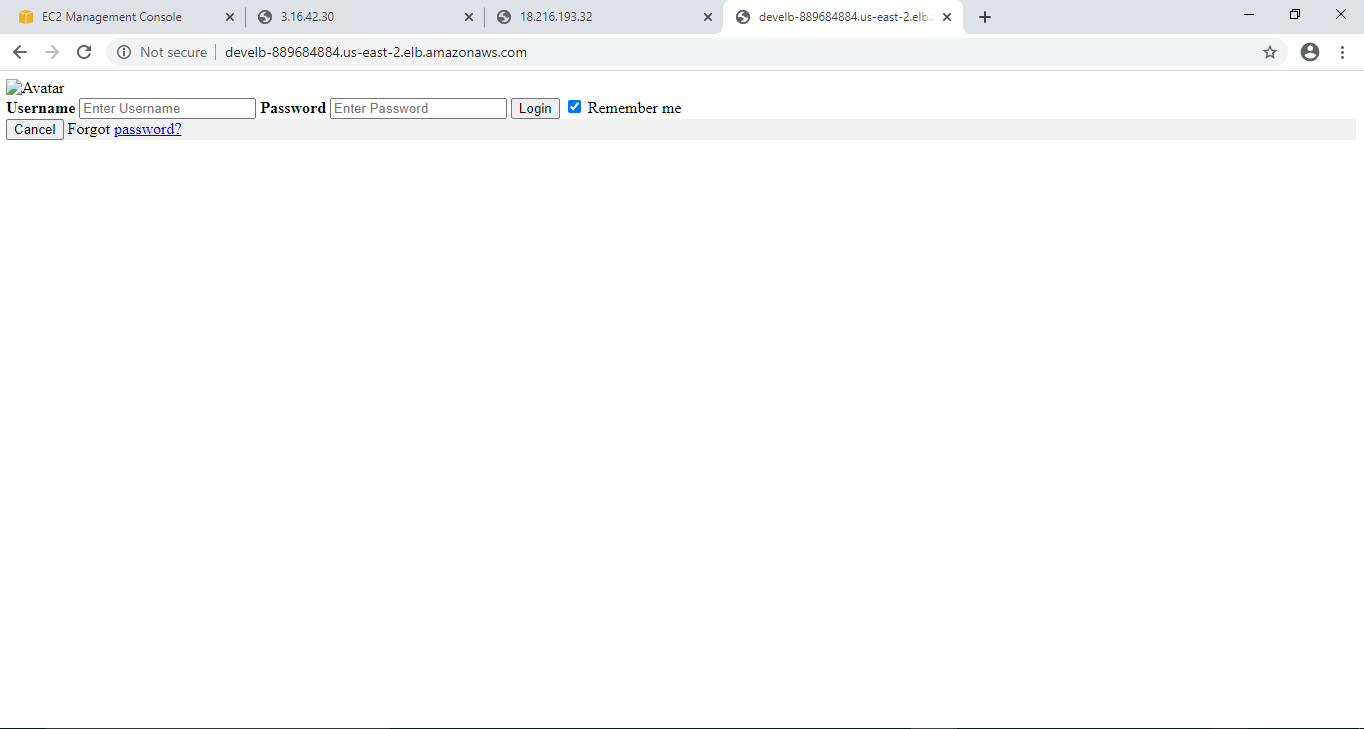 EC2 Management Console
3.16.42.30
18.216.193.32
develb-889684884.us-east-2.elb.
Not secure
develb-889684884.us-east-2.elb.amazonaws.com
Avatar
Username Enter Username Password Enter Password Login Remember me
Cancel Forgot password?